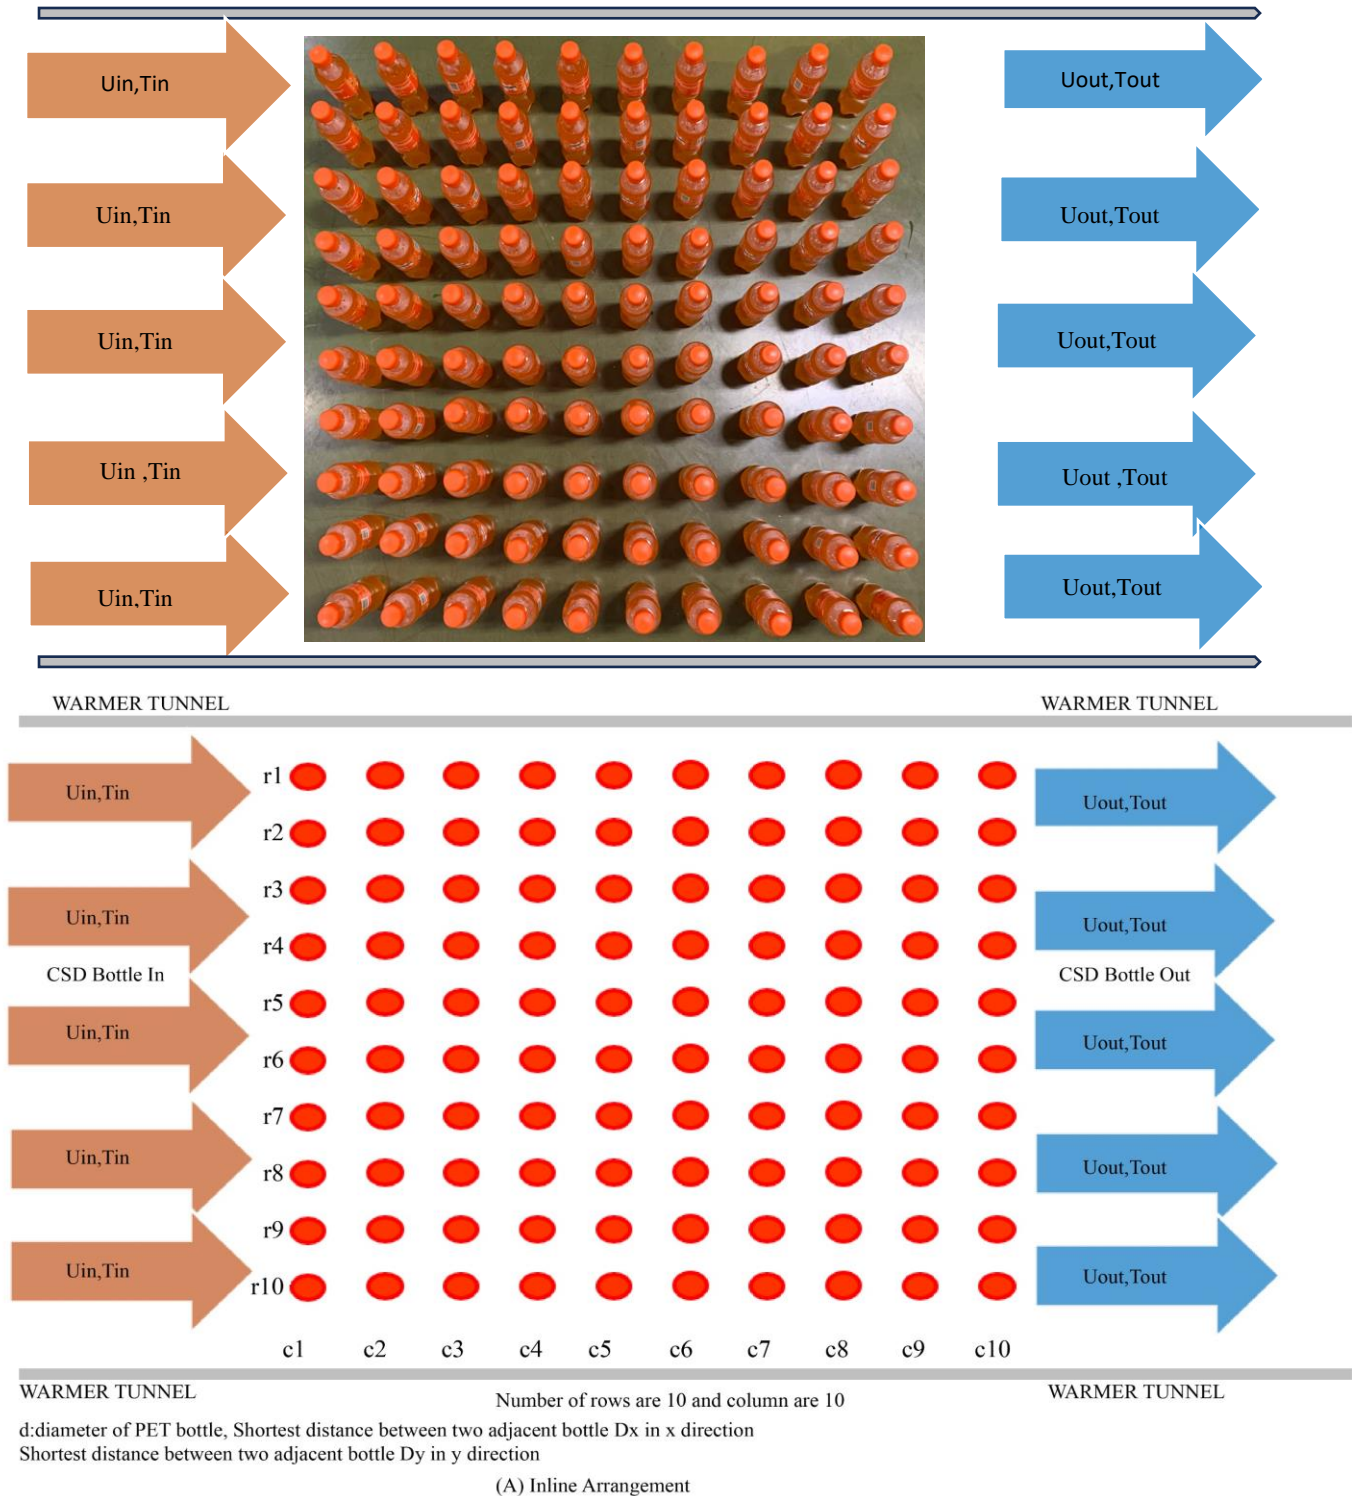 Uin,Tin
Uout,Tout
Uin,Tin
Uout,Tout
Uin,Tin
Uout,Tout
Uin ,Tin
Uout ,Tout
Uin,Tin
Uout,Tout
WARMER TUNNEL
WARMER TUNNEL
r1
Uin,Tin
Uout,Tout
r2
r3
Uin,Tin
Uout,Tout
r4
CSD Bottle In
CSD Bottle Out
r5
Uin,Tin
Uout,Tout
r6
r7
Uin,Tin
Uout,Tout
r8
r9
Uin,Tin
Uout,Tout
r10
c1 c2 c3 c4 c5 c6 c7 c8 c9 c10
WARMER TUNNEL
WARMER TUNNEL
Number of rows are 10 and column are 10
d:diameter of PET bottle, Shortest distance between two adjacent bottle Dx in x direction
Shortest distance between two adjacent bottle Dy in y direction
(A) Inline Arrangement